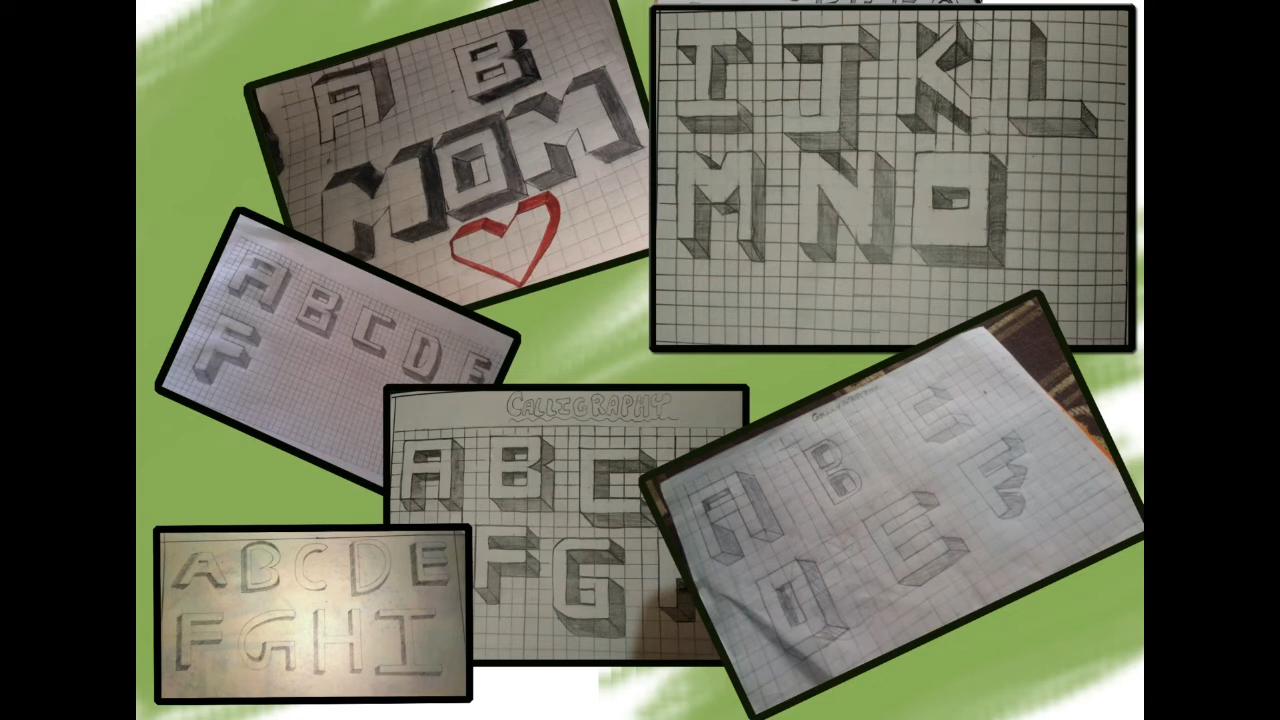 A B
MOM
I J K L
M N O
A B C D E
F
CALLIGRAPHY
A B C
F G
A B C
D E F
A B C D E
F G H I